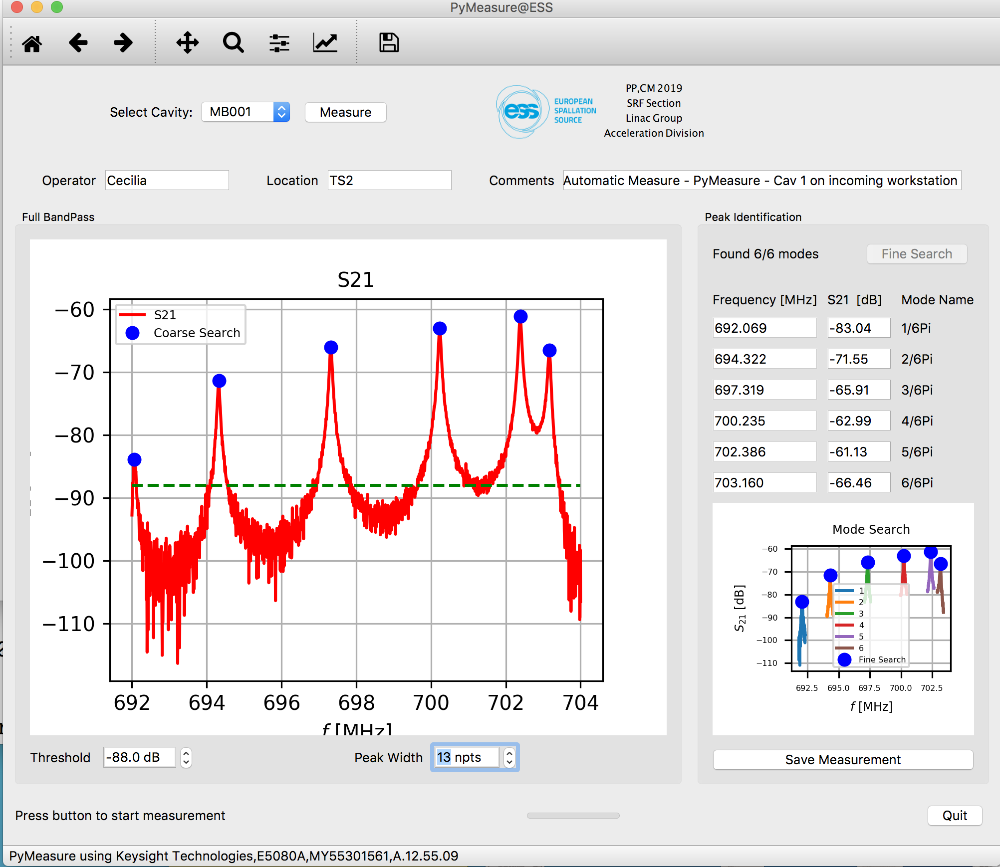 PyMeasure@ESS
Select Cavity: MB001 Measure
ess EUROPEAN
SPALLATION
SOURCE
PP,CM 2019
SRF Section
Linac Group
Acceleration Division
Operator Cecilia Location TS2 Comments Automatic Measure - PyMeasure - Cav 1 on incoming workstation
Full BandPass
S21
S21
Coarse Search
−60
−70
−80
−90
−100
−110
692 694 696 698 700 702 704
f [MHz]
Threshold -88.0 dB Peak Width 13 npts
Peak Identification
Found 6/6 modes Fine Search
Frequency [MHz] S21 [dB] Mode Name
692.069 -83.04 1/6Pi
694.322 -71.55 2/6Pi
697.319 -65.91 3/6Pi
700.235 -62.99 4/6Pi
702.386 -61.13 5/6Pi
703.160 -66.46 6/6Pi
Mode Search
S21 [dB]
−60
−70
−80
−90
−100
−110
1
2
3
4
5
6
Fine Search
692.5 695.0 697.5 700.0 702.5
f [MHz]
Save Measurement
Press button to start measurement
Quit
PyMeasure using Keysight Technologies,E5080A,MY55301561,A.12.55.09